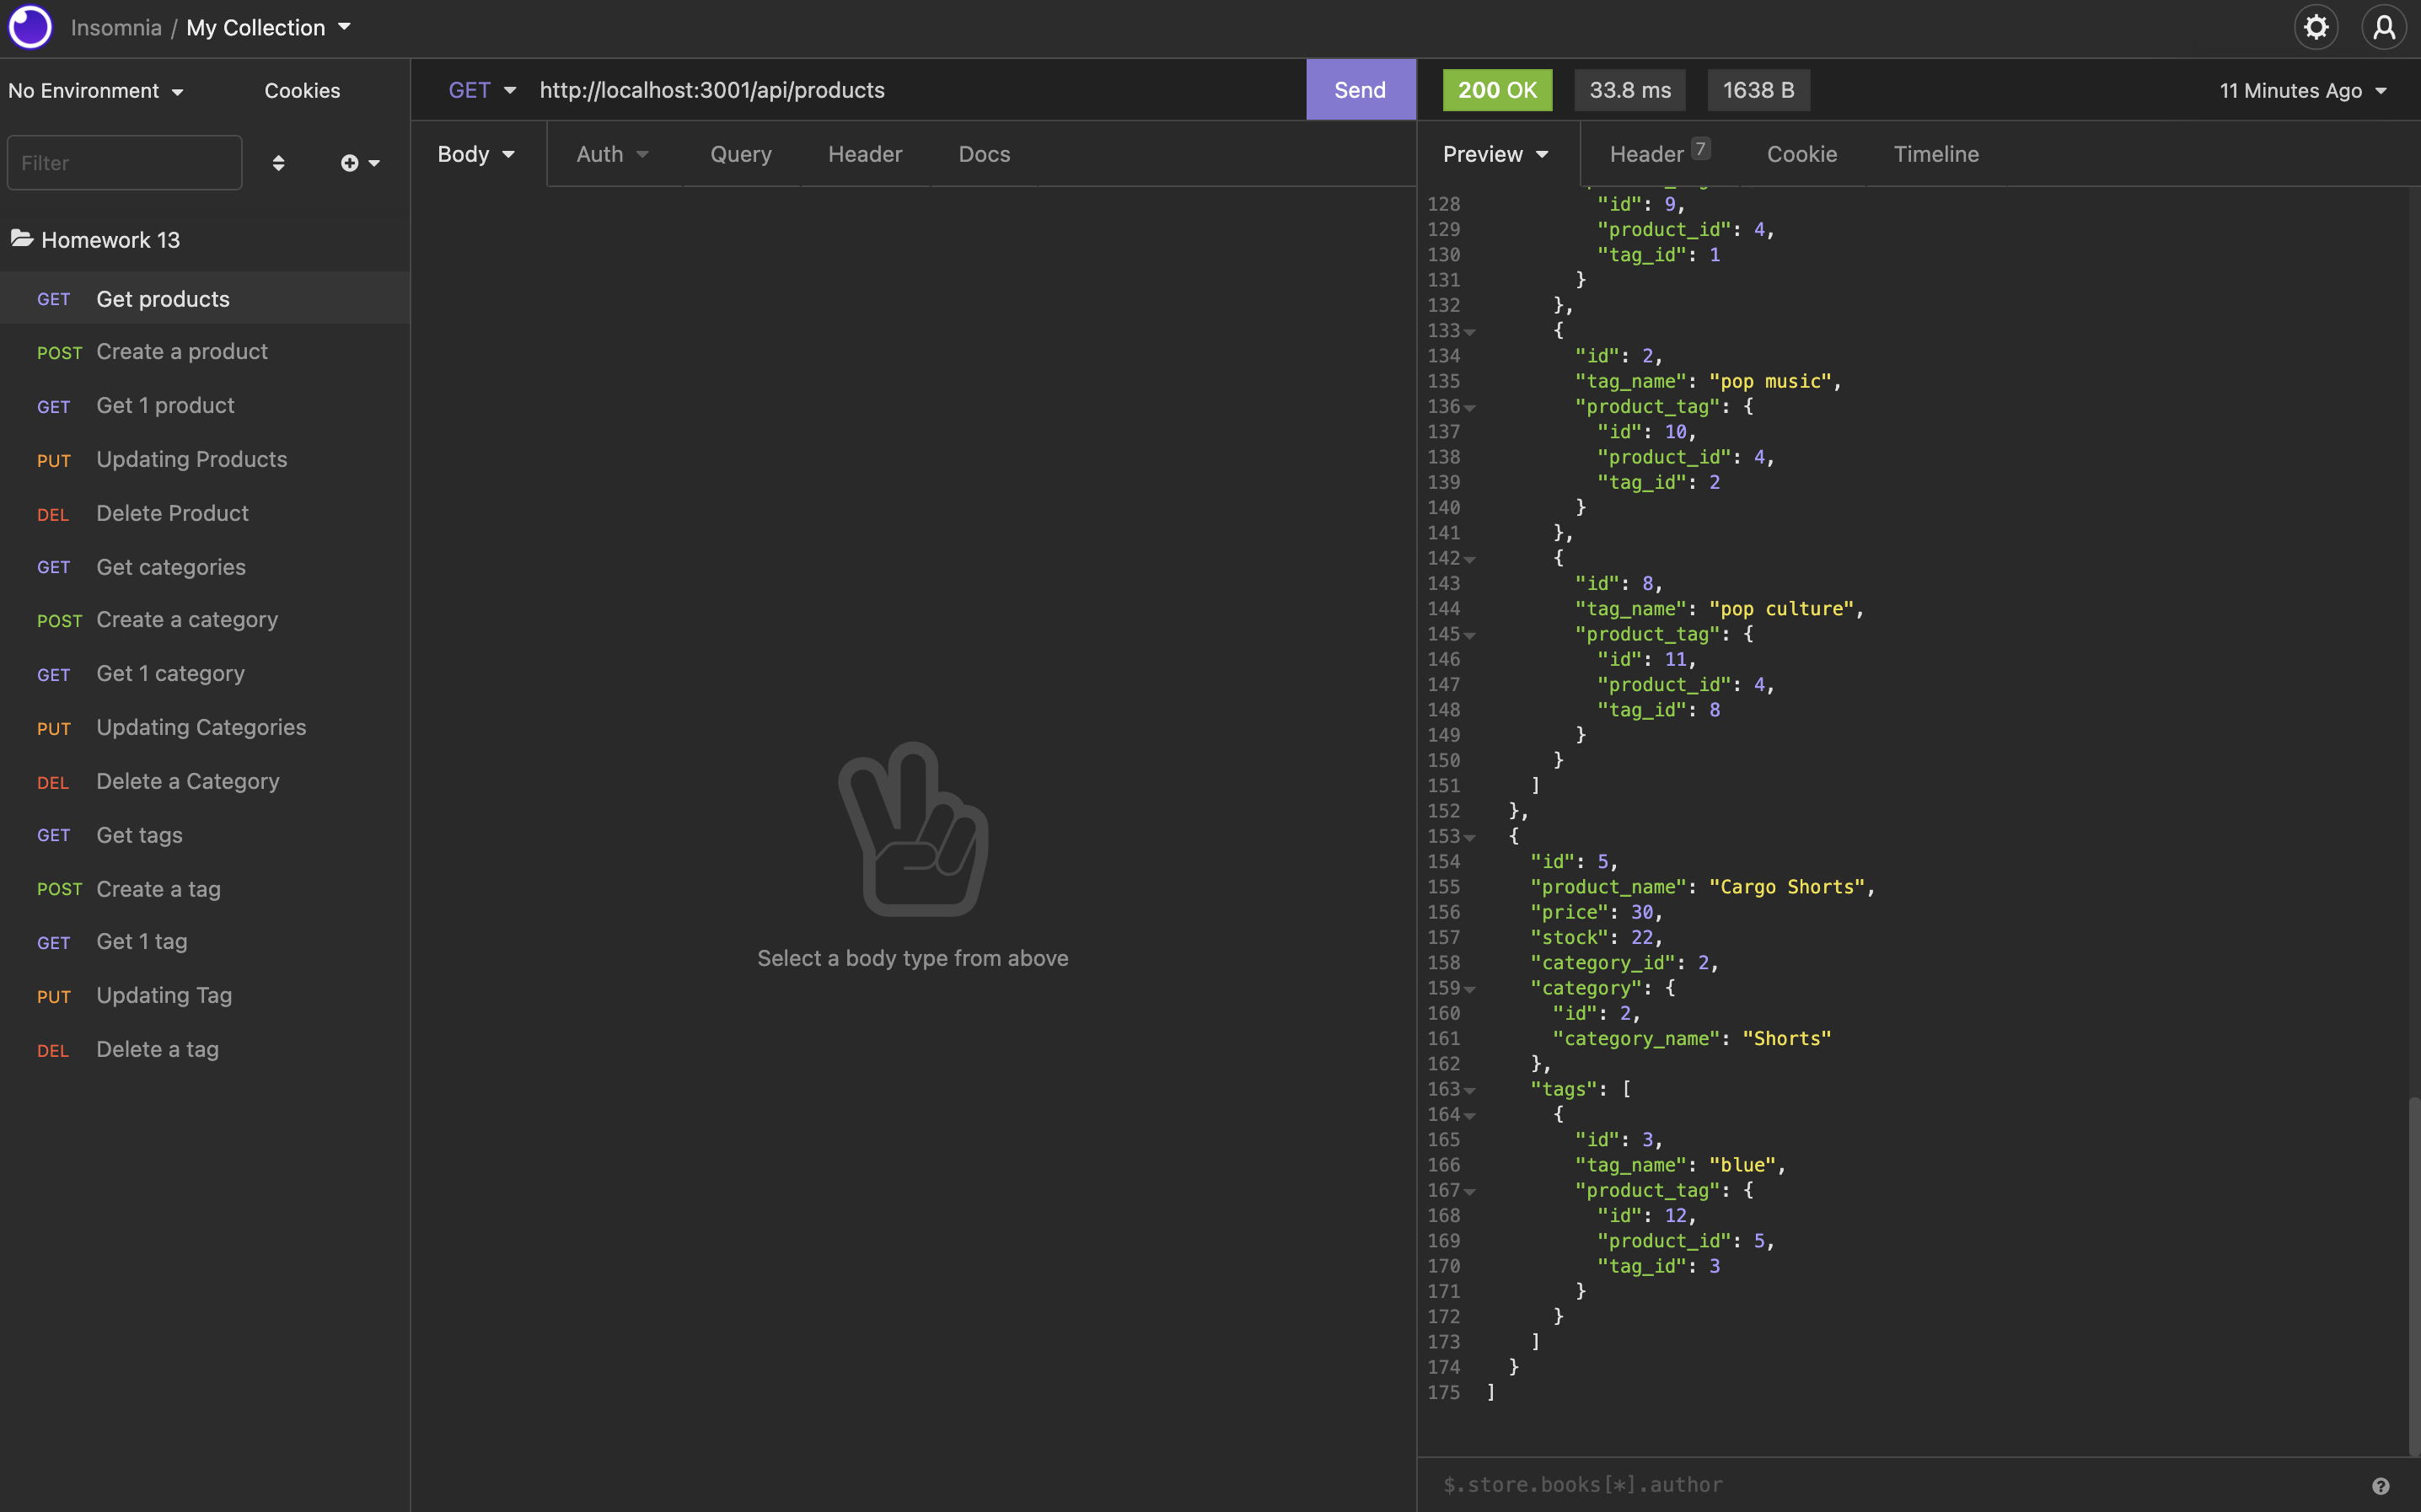 Insomnia / My Collection
No Environment
Cookies
GET
http://localhost:3001/api/products
Send
200 OK
33.8 ms
1638 B
11 Minutes Ago
Filter
Body
Auth
Query
Header
Docs
Preview
Header 7
Cookie
Timeline
Homework 13
GET Get products
POST Create a product
GET Get 1 product
PUT Updating Products
DEL Delete Product
GET Get categories
POST Create a category
GET Get 1 category
PUT Updating Categories
DEL Delete a Category
GET Get tags
POST Create a tag
GET Get 1 tag
PUT Updating Tag
DEL Delete a tag
Select a body type from above
128 "id": 9,
129 "product_id": 4,
130 "tag_id": 1
131 }
132 },
133 {
134 "id": 2,
135 "tag_name": "pop music",
136 "product_tag": {
137 "id": 10,
138 "product_id": 4,
139 "tag_id": 2
140 }
141 },
142 {
143 "id": 8,
144 "tag_name": "pop culture",
145 "product_tag": {
146 "id": 11,
147 "product_id": 4,
148 "tag_id": 8
149 }
150 }
151 ]
152 },
153 {
154 "id": 5,
155 "product_name": "Cargo Shorts",
156 "price": 30,
157 "stock": 22,
158 "category_id": 2,
159 "category": {
160 "id": 2,
161 "category_name": "Shorts"
162 },
163 "tags": [
164 {
165 "id": 3,
166 "tag_name": "blue",
167 "product_tag": {
168 "id": 12,
169 "product_id": 5,
170 "tag_id": 3
171 }
172 }
173 ]
174 }
175 ]
$.store.books[*].author